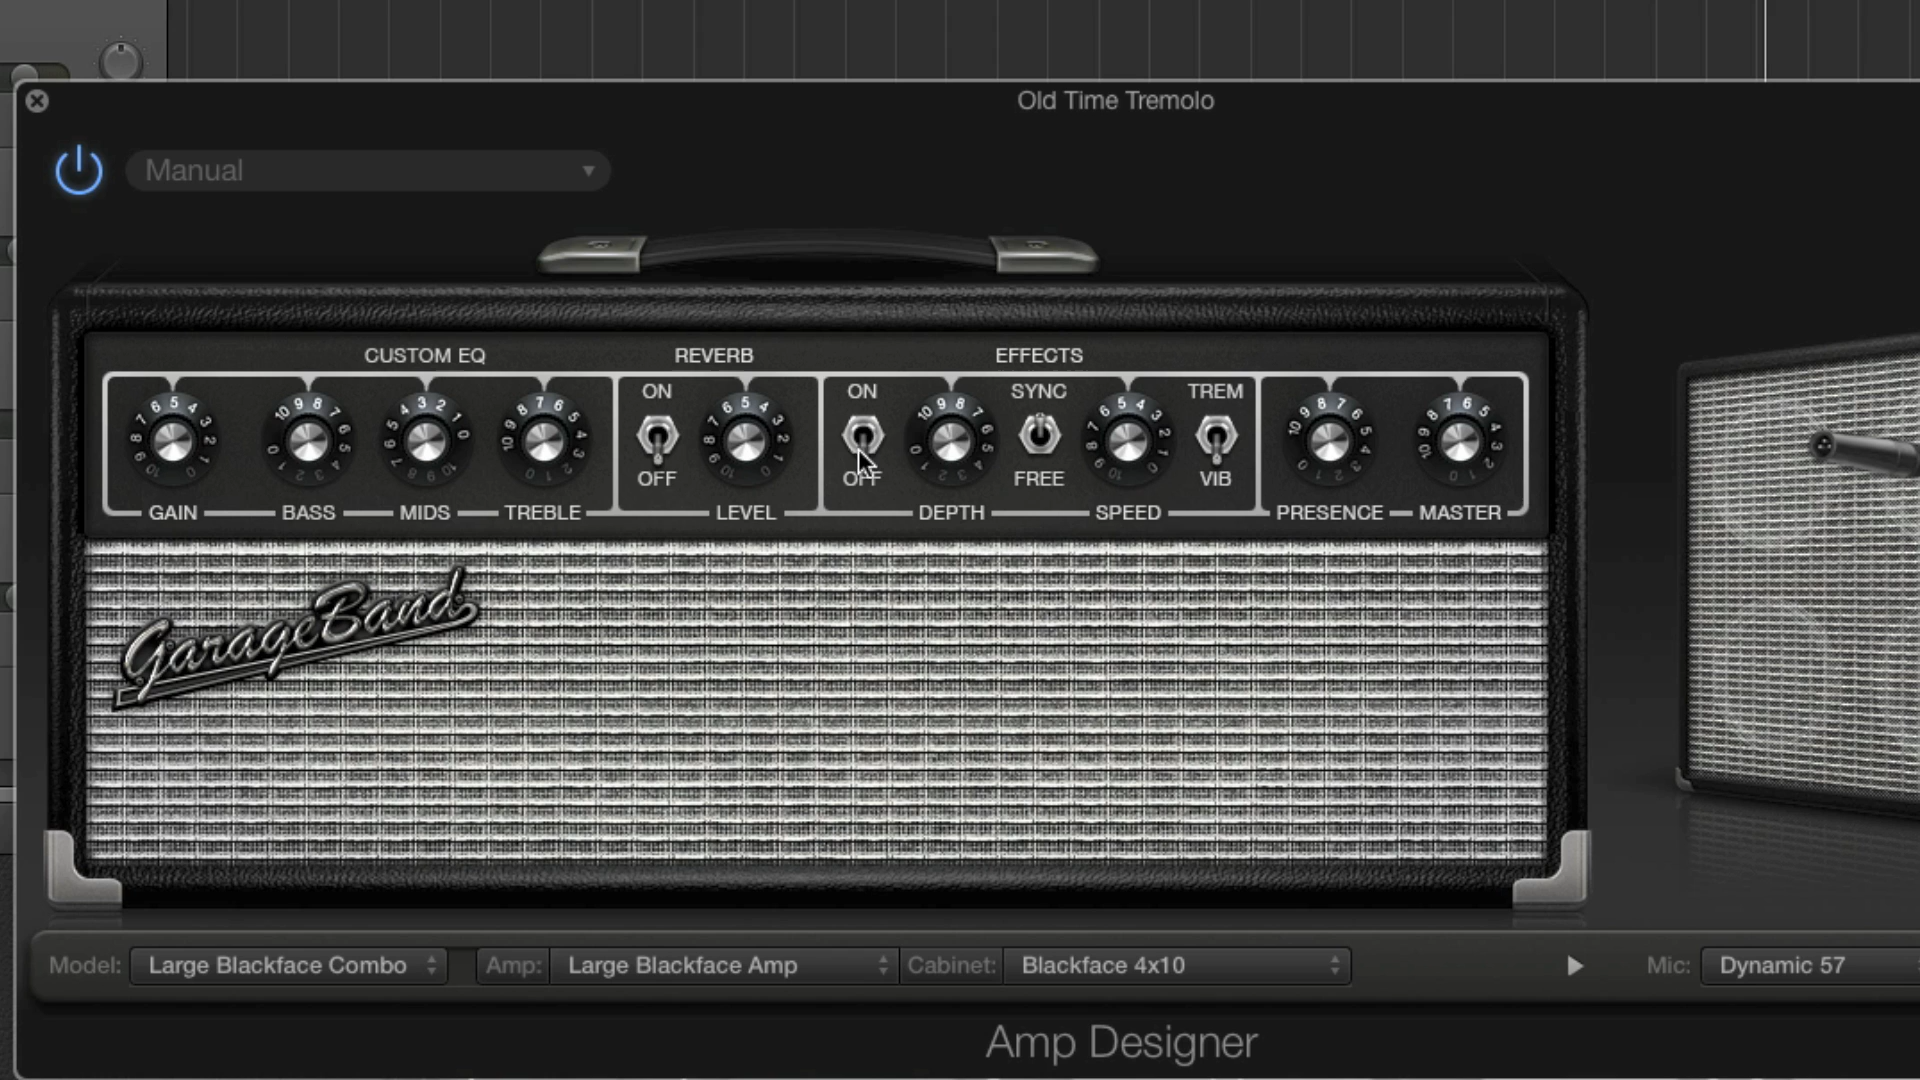 Old Time Tremolo
Manual
CUSTOM EQ REVERB EFFECTS
ON ON SYNC TREM
OFF OFF FREE VIB
GAIN BASS MIDS TREBLE LEVEL DEPTH SPEED PRESENCE MASTER
GarageBand
Model: Large Blackface Combo Amp: Large Blackface Amp Cabinet: Blackface 4x10 Mic: Dynamic 57
Amp Designer